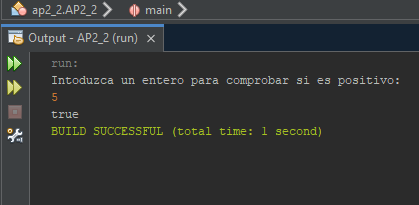 ap2_2.AP2_2 main
Output - AP2_2 (run) ×
run:
Intoduzca un entero para comprobar si es positivo:
5
true
BUILD SUCCESSFUL (total time: 1 second)